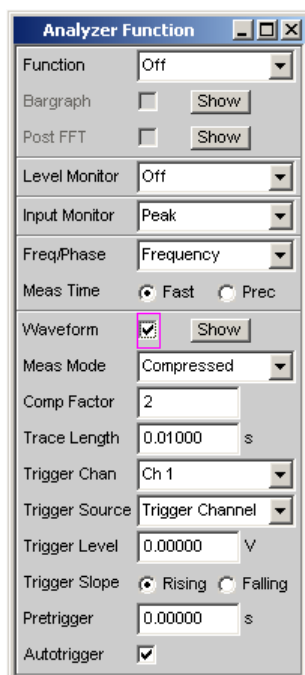 Analyzer Function
Function Off
Bargraph Show
Post FFT Show
Level Monitor Off
Input Monitor Peak
Freq/Phase Frequency
Meas Time Fast Prec
Waveform Show
Meas Mode Compressed
Comp Factor 2
Trace Length 0.01000 s
Trigger Chan Ch 1
Trigger Source Trigger Channel
Trigger Level 0.00000 V
Trigger Slope Rising Falling
Pretrigger 0.00000 s
Autotrigger